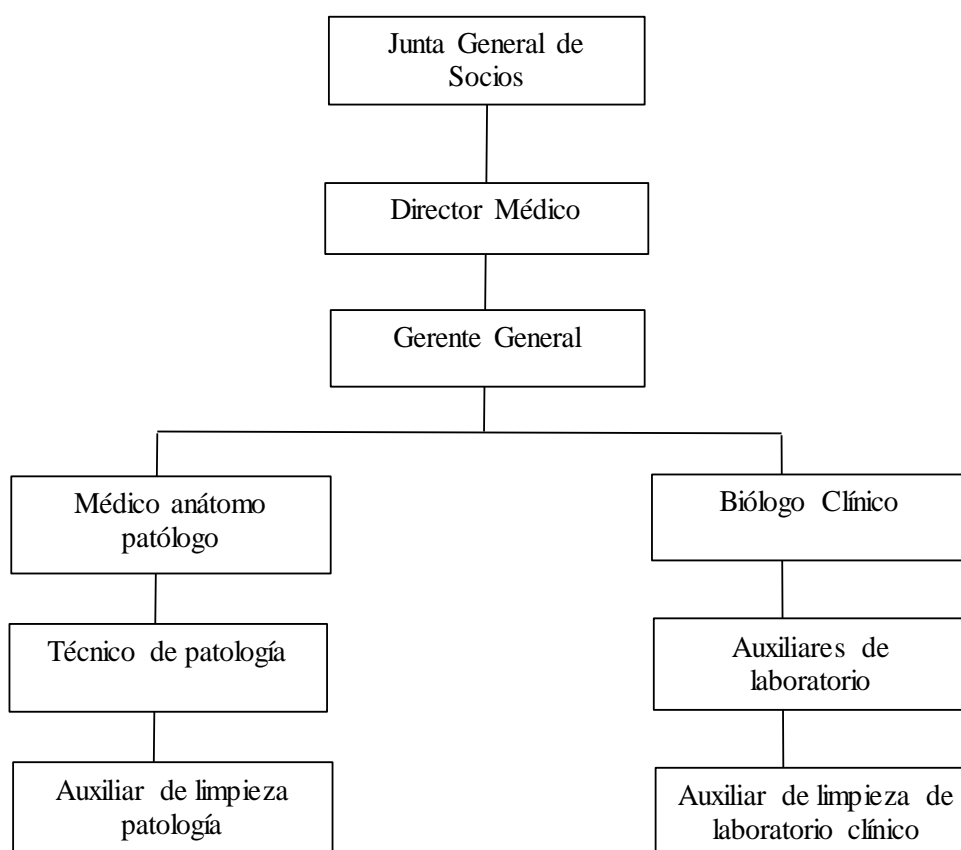 Junta General de
Socios
Director Médico
Gerente General
Médico anátomo
patólogo
Biólogo Clínico
Técnico de patología
Auxiliares de
laboratorio
Auxiliar de limpieza
patología
Auxiliar de limpieza de
laboratorio clínico